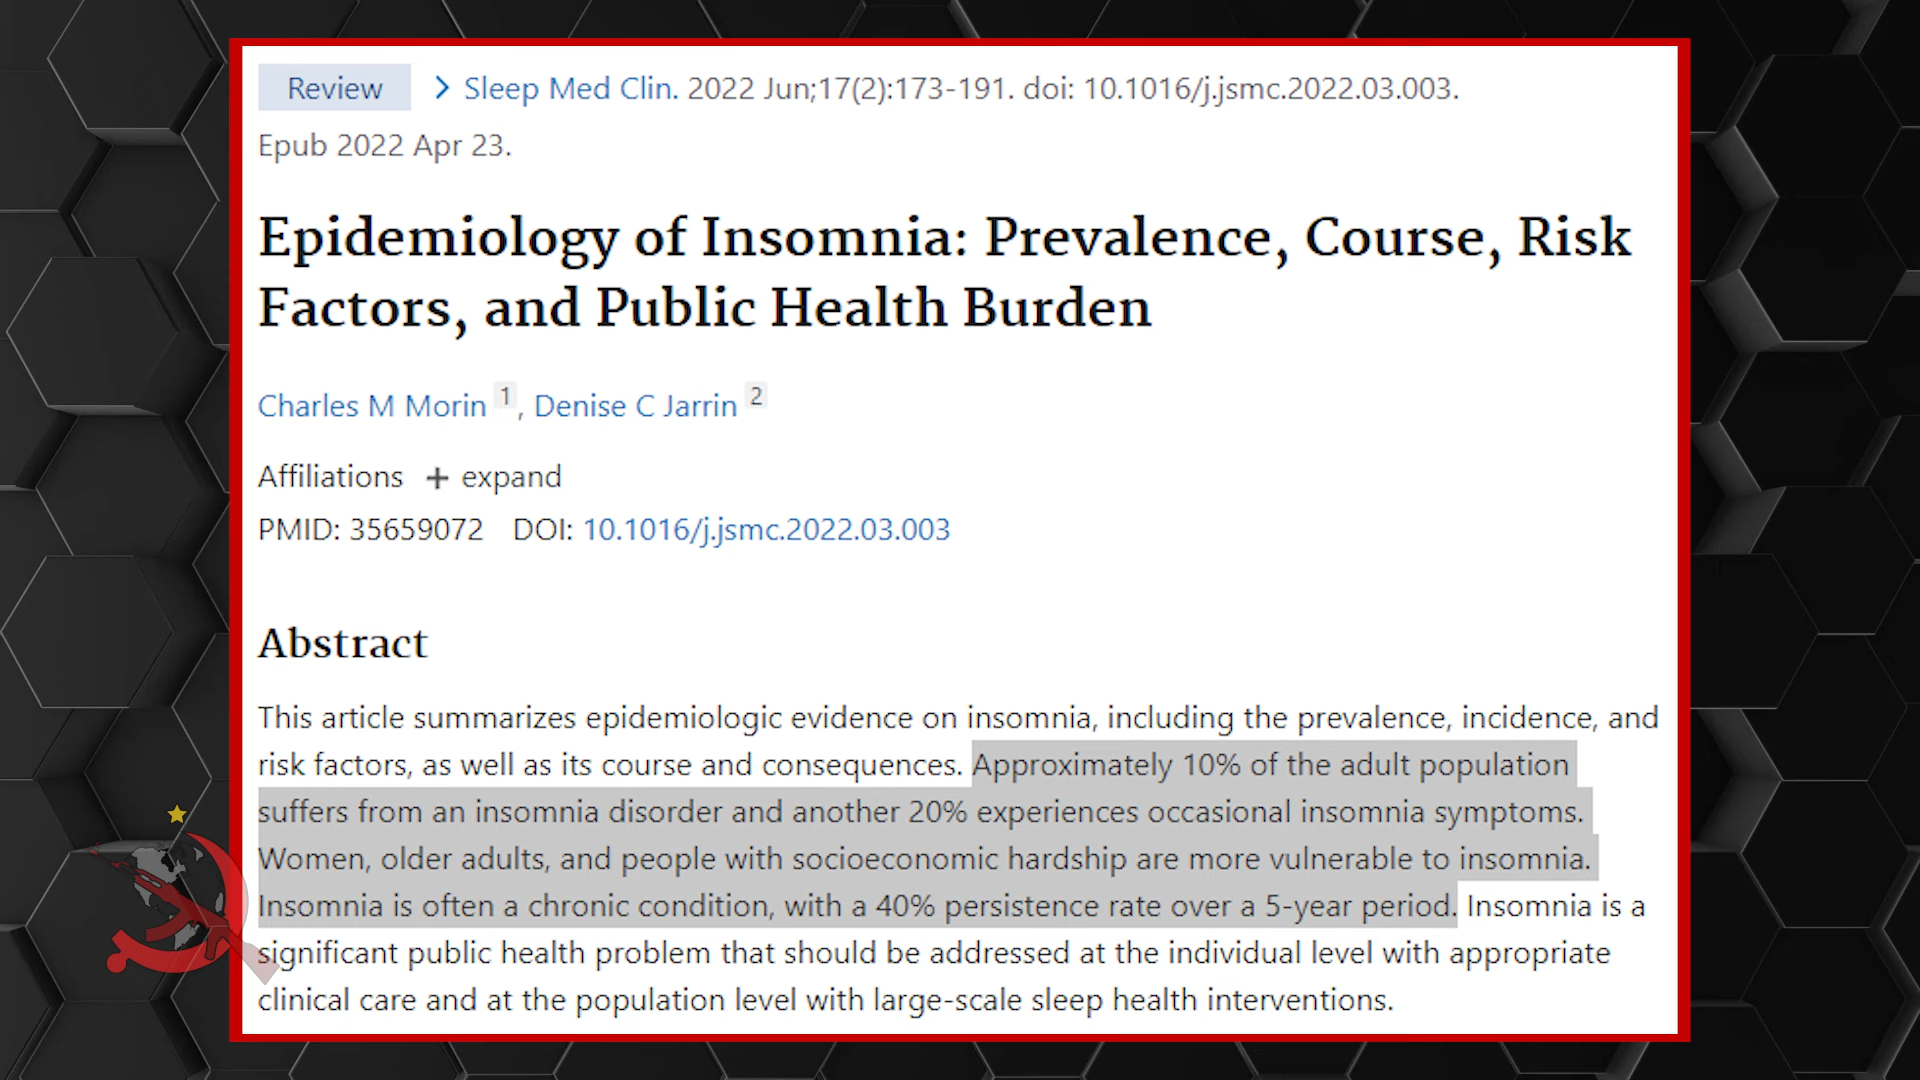 Review > Sleep Med Clin. 2022 Jun;17(2):173-191. doi: 10.1016/j.jsmc.2022.03.003.
Epub 2022 Apr 23.
Epidemiology of Insomnia: Prevalence, Course, Risk
Factors, and Public Health Burden
Charles M Morin 1, Denise C Jarrin 2
Affiliations + expand
PMID: 35659072 DOI: 10.1016/j.jsmc.2022.03.003
Abstract
This article summarizes epidemiologic evidence on insomnia, including the prevalence, incidence, and
risk factors, as well as its course and consequences. Approximately 10% of the adult population
suffers from an insomnia disorder and another 20% experiences occasional insomnia symptoms.
Women, older adults, and people with socioeconomic hardship are more vulnerable to insomnia.
Insomnia is often a chronic condition, with a 40% persistence rate over a 5-year period. Insomnia is a
significant public health problem that should be addressed at the individual level with appropriate
clinical care and at the population level with large-scale sleep health interventions.